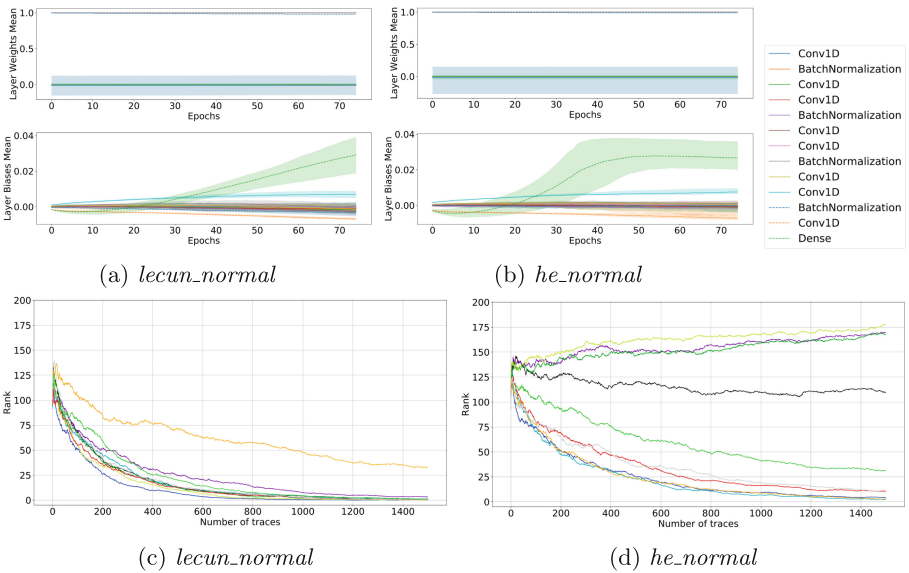 Layer Weights Mean
1.0
0.5
0.0
0 10 20 30 40 50 60 70
Epochs
Layer Biases Mean
0.04
0.02
0.00
0 10 20 30 40 50 60 70
Epochs
(a) lecun_normal
Layer Weights Mean
1.0
0.5
0.0
0 10 20 30 40 50 60 70
Epochs
Layer Biases Mean
0.04
0.02
0.00
0 10 20 30 40 50 60 70
Epochs
(b) he_normal
Conv1D
BatchNormalization
Conv1D
Conv1D
BatchNormalization
Conv1D
Conv1D
BatchNormalization
Conv1D
Conv1D
BatchNormalization
Conv1D
Dense
Rank
200
175
150
125
100
75
50
25
0
0 200 400 600 800 1000 1200 1400
Number of traces
(c) lecun_normal
Rank
200
175
150
125
100
75
50
25
0
0 200 400 600 800 1000 1200 1400
Number of traces
(d) he_normal